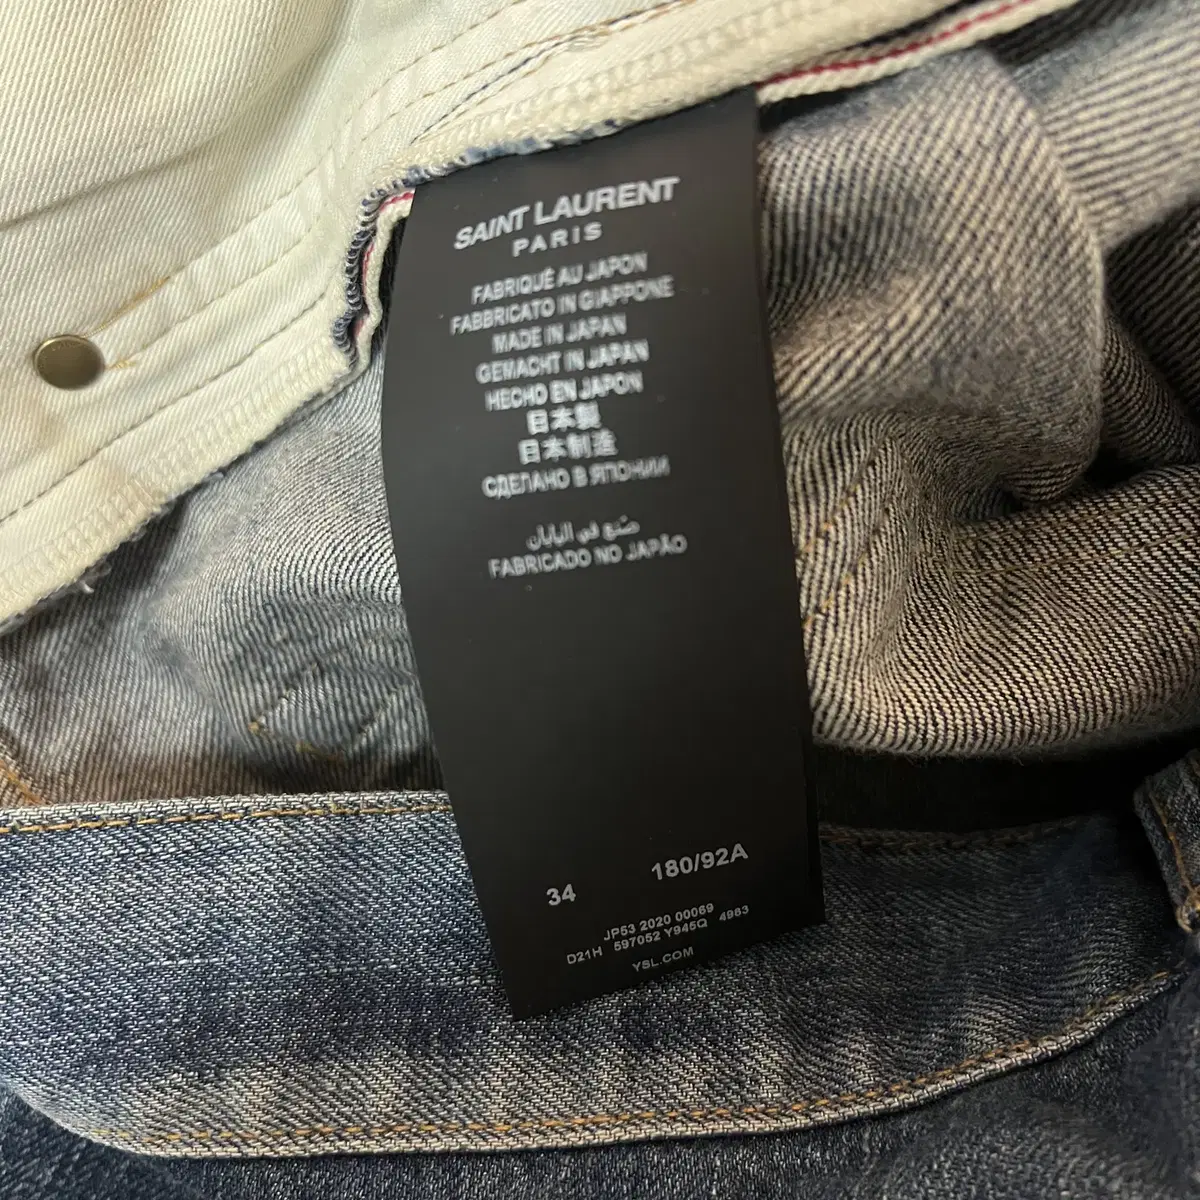 SAINT LAURENT
PARIS
FABRIQUÉ AU JAPON
FABBRICATO IN GIAPPONE
MADE IN JAPAN
GEMACHT IN JAPAN
HECHO EN JAPON
日本製
日本制造
СДЕЛАНО В ЯПОНИИ
صنع في اليابان
FABRICADO NO JAPÃO
34 180/92A
JP53 2020 00069
D21H 597052 Y945Q 4983
YSL.COM